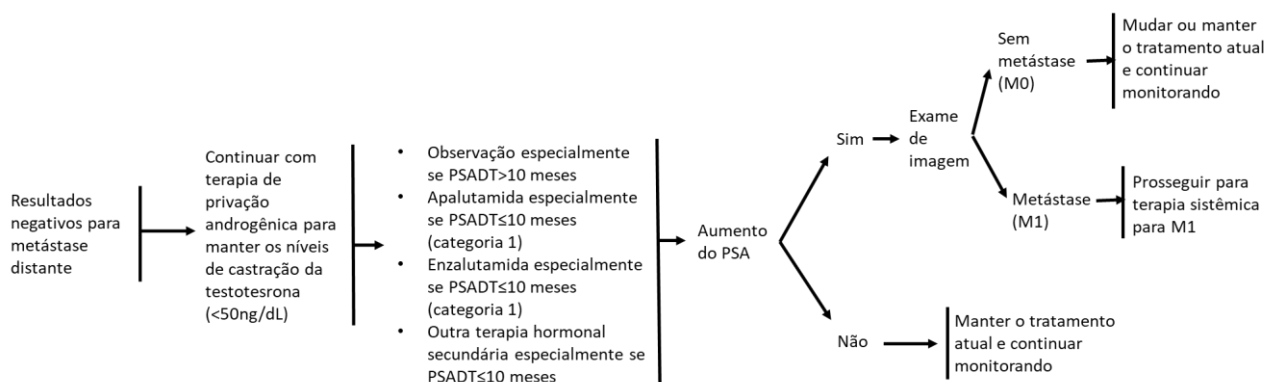 Resultados
negativos para
metástase
distante
Continuar com
terapia de
privação
androgênica para
manter os níveis
de castração da
testotesrona
(<50ng/dL)
• Observação especialmente
se PSADT>10 meses
• Apalutamida especialmente
se PSADT≤10 meses
(categoria 1)
• Enzalutamida especialmente
se PSADT≤10 meses
(categoria 1)
• Outra terapia hormonal
secundária especialmente se
PSADT≤10 meses
Aumento
do PSA
Sim
Exame
de
imagem
Sem
metástase
(M0)
Mudar ou manter
o tratamento atual
e continuar
monitorando
Metástase
(M1)
Prosseguir para
terapia sistêmica
para M1
Não
Manter o tratamento
atual e continuar
monitorando